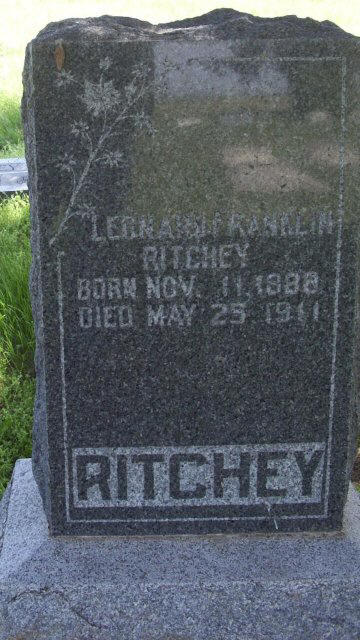 LEONARD FRANKLIN
RITCHEY
BORN NOV. 11, 1888
DIED MAY 25 1911
RITCHEY